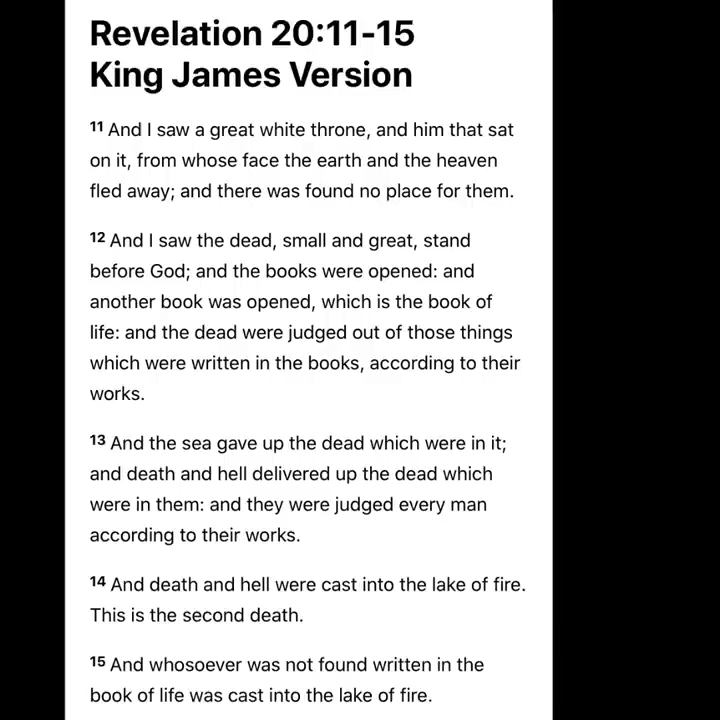 Revelation 20:11-15
King James Version
11 And I saw a great white throne, and him that sat
on it, from whose face the earth and the heaven
fled away; and there was found no place for them.
12 And I saw the dead, small and great, stand
before God; and the books were opened: and
another book was opened, which is the book of
life: and the dead were judged out of those things
which were written in the books, according to their
works.
13 And the sea gave up the dead which were in it;
and death and hell delivered up the dead which
were in them: and they were judged every man
according to their works.
14 And death and hell were cast into the lake of fire.
This is the second death.
15 And whosoever was not found written in the
book of life was cast into the lake of fire.